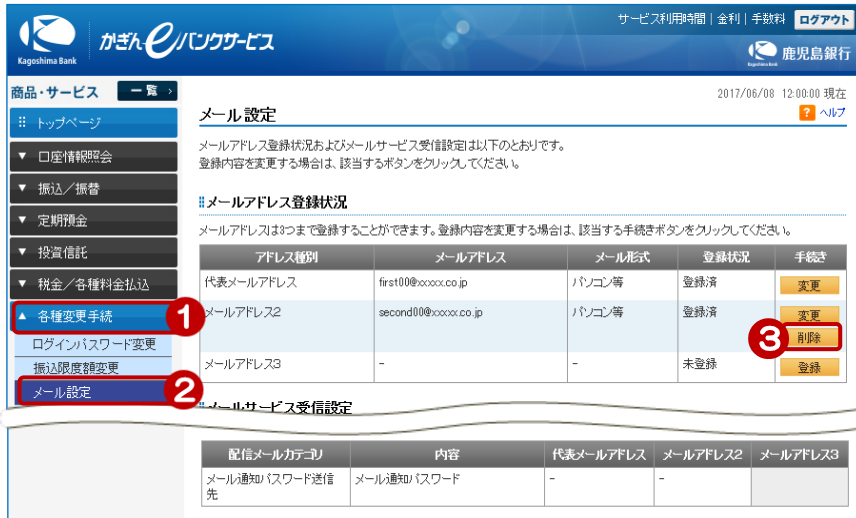 サービス利用時間 | 金利 | 手数料 ログアウト
Kagoshima Bank
かぎんeバンクサービス
Kagoshima Bank
鹿児島銀行
商品・サービス 一覧
2017/06/08 12:00:00 現在
トップページ
メール設定
? ヘルプ
メールアドレス登録状況およびメールサービス受信設定は以下のとおりです。
登録内容を変更する場合は、該当するボタンをクリックしてください。
▼ 口座情報照会
▼ 振込／振替
▼ 定期預金
▼ 投資信託
▼ 税金／各種料金払込
▲ 各種変更手続
1
ログインパスワード変更
振込限度額変更
メール設定
2
メールアドレス登録状況
メールアドレスは3つまで登録することができます。登録内容を変更する場合は、該当する手続きボタンをクリックしてください。
アドレス種別 メールアドレス メール形式 登録状況 手続き
代表メールアドレス first00@xxxxx.co.jp パソコン等 登録済 変更
メールアドレス2 second00@xxxxx.co.jp パソコン等 登録済 変更
3 削除
メールアドレス3 - - 未登録 登録
メールサービス受信設定
配信メールカテゴリ 内容 代表メールアドレス メールアドレス2 メールアドレス3
メール通知パスワード送信 メール通知パスワード - -
先